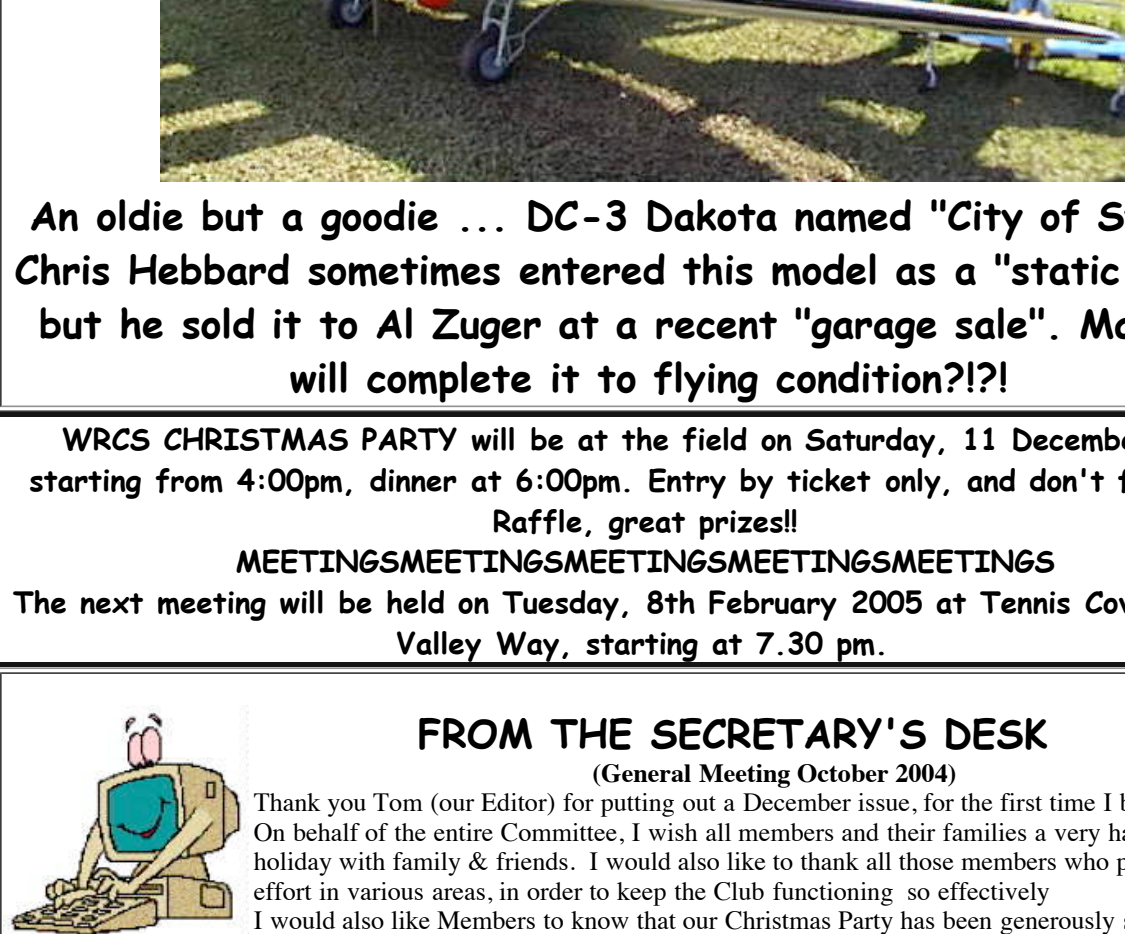 An oldie but a goodie ... DC-3 Dakota named "City of
Chris Hebbard sometimes entered this model as a "static
but he sold it to Al Zuger at a recent "garage sale".
will complete it to flying condition?!?!
WRCS CHRISTMAS PARTY will be at the field on Saturday, 11
starting from 4:00pm, dinner at 6:00pm. Entry by ticket only, and don't
Raffle, great prizes!!
MEETINGSMEETINGSMEETINGSMEETINGSMEETINGS
The next meeting will be held on Tuesday, 8th February 2005 at Tennis
Valley Way, starting at 7.30 pm.
FROM THE SECRETARY'S DESK
(General Meeting October 2004)
Thank you Tom (our Editor) for putting out a December issue, for the first time I
On behalf of the entire Committee, I wish all members and their families a very
holiday with family & friends. I would also like to thank all those members who
effort in various areas, in order to keep the Club functioning so effectively
I would also like Members to know that our Christmas Party has been generously